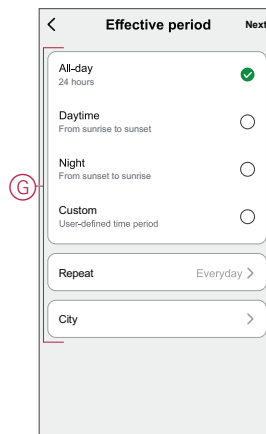 Effective period Next
All-day
24 hours
Daytime
From sunrise to sunset
Night
From sunset to sunrise
Custom
User-defined time period
G
Repeat Everyday
City